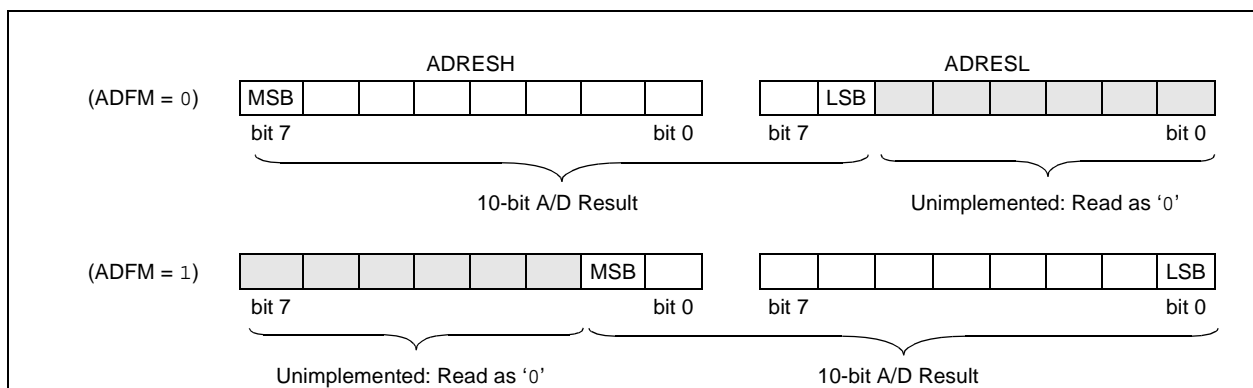 ADRESH ADRESL
(ADFM = 0) MSB LSB
bit 7 bit 0 bit 7 bit 0
10-bit A/D Result Unimplemented: Read as ‘0’
(ADFM = 1) MSB LSB
bit 7 bit 0 bit 7 bit 0
Unimplemented: Read as ‘0’ 10-bit A/D Result